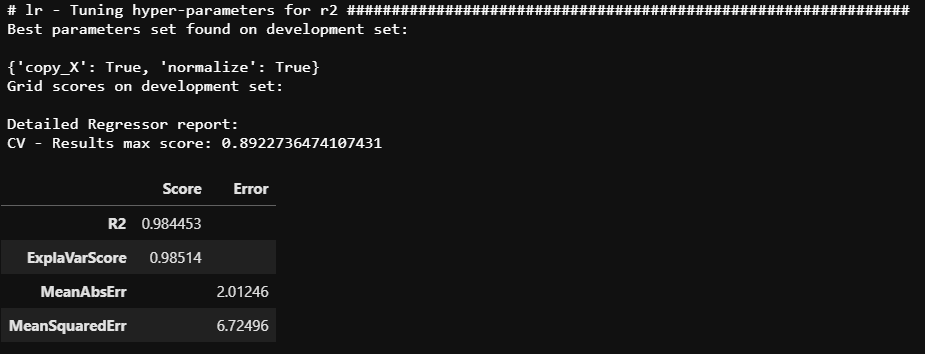 # lr - Tuning hyper-parameters for r2 ###############################################################
Best parameters set found on development set:
{'copy_X': True, 'normalize': True}
Grid scores on development set:
Detailed Regressor report:
CV - Results max score: 0.8922736474107431
Score Error
R2 0.984453
ExplaVarScore 0.98514
MeanAbsErr 2.01246
MeanSquaredErr 6.72496